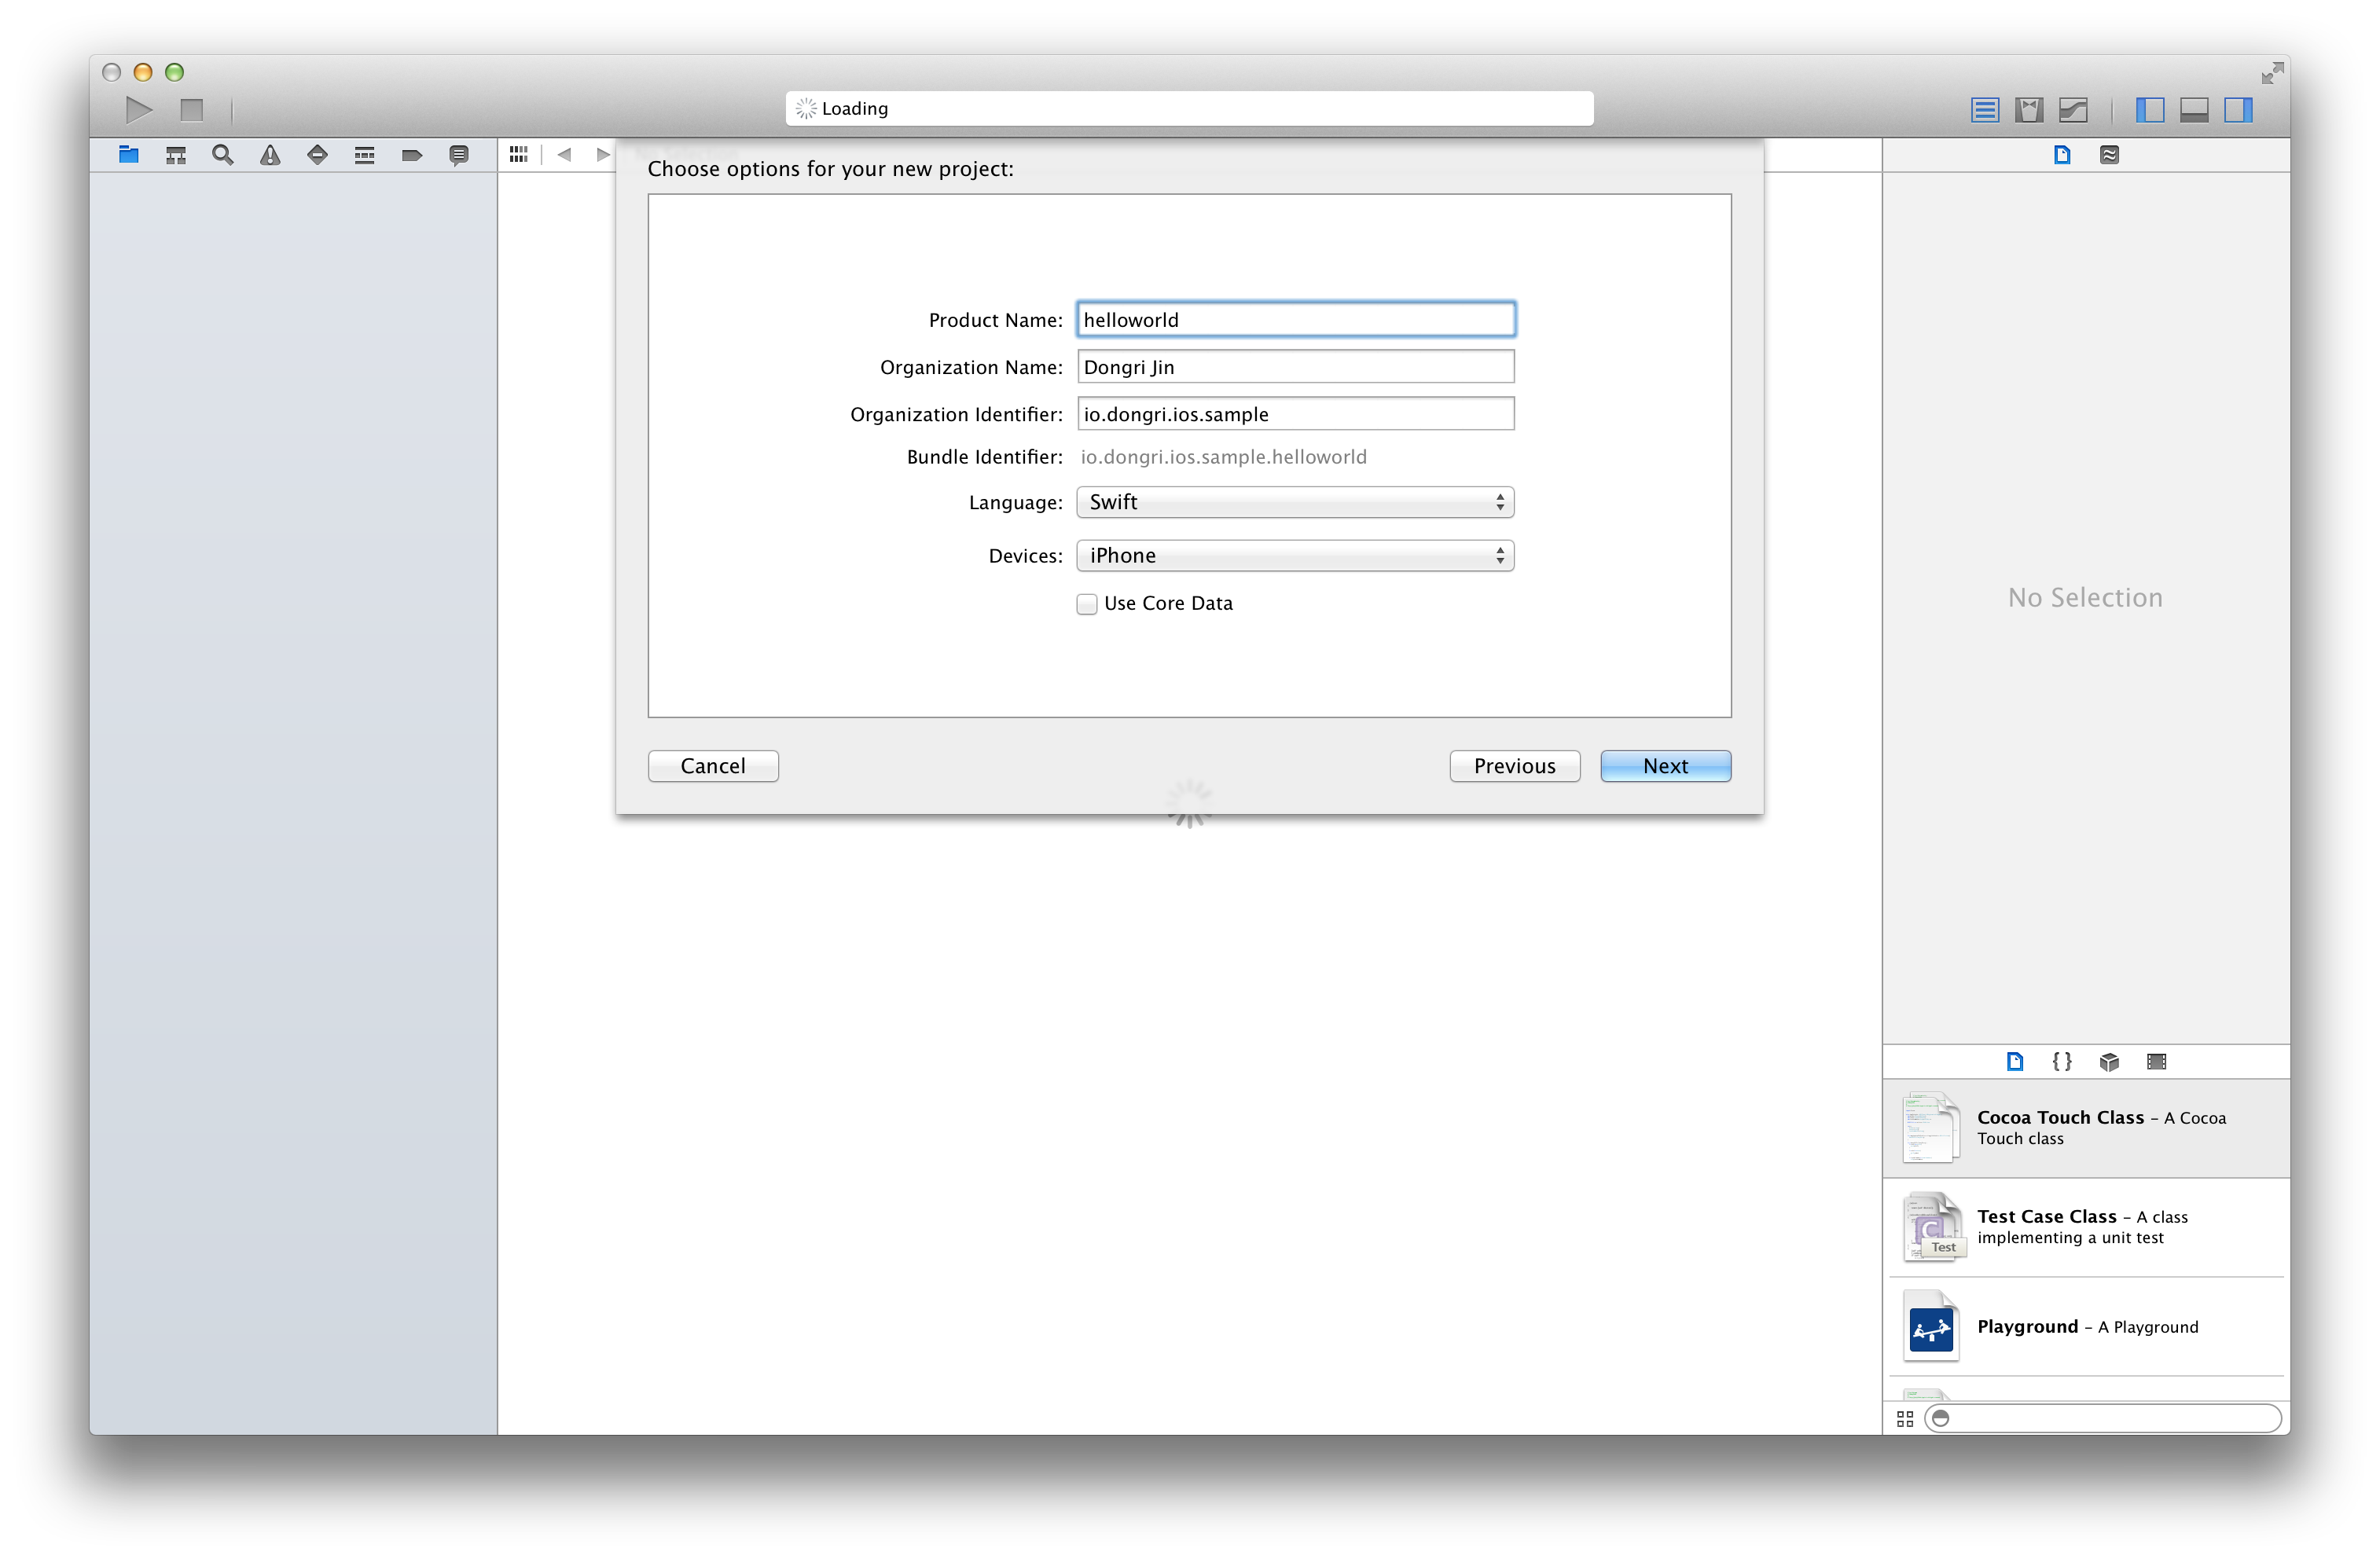 Loading
Choose options for your new project:
Product Name: helloworld
Organization Name: Dongri Jin
Organization Identifier: io.dongri.ios.sample
Bundle Identifier: io.dongri.ios.sample.helloworld
Language: Swift
Devices: iPhone
Use Core Data
Cancel
Previous
Next
No Selection
{ }
Cocoa Touch Class – A Cocoa
Touch class
C
Test
Test Case Class – A class
implementing a unit test
Playground – A Playground